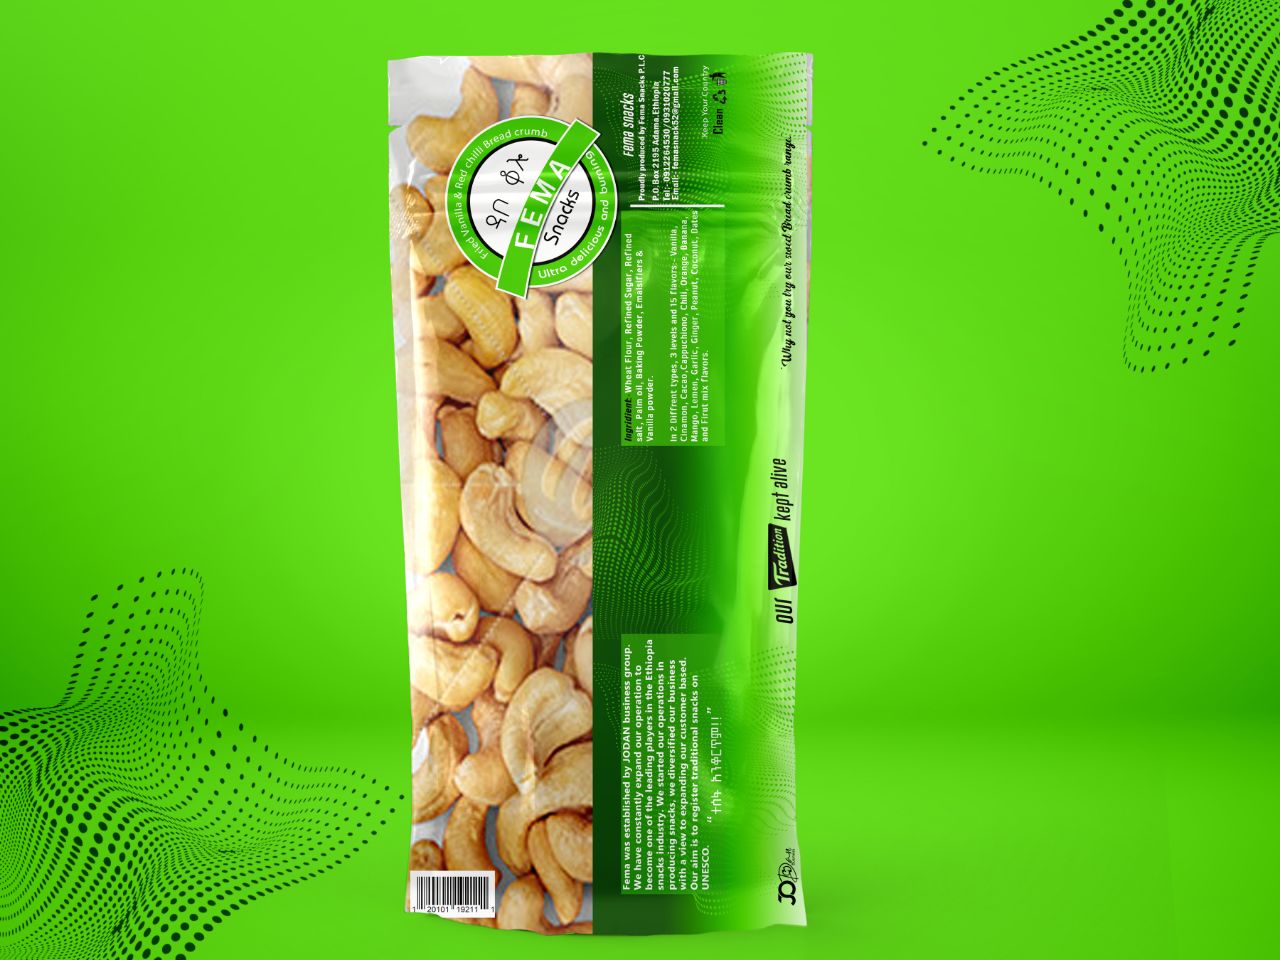 Fried Vanilla & Red chilli Bread crumb
ዳቦ ቆሎ
FEMA
Snacks
Ultra delicious and burning
Fema snacks
Proudly produced by Fema Snacks P.L.C
P.O.Box 2195 Adama,Ethiopia
Tel:-0912264530/0931020777
Email:-femasnack52@gmail.com
Keep Your Country
Clean
Ingridient: Wheat Flour, Refined Sugar, Refined
salt, Palm oil, Baking Powder, Emaisifiers &
Vanilla powder.
In 2 Diffrent types, 3 levels and 15 flavors:- Vanilla,
Cinamon, Cacao,Cappuchiono, Chili, Orange, Banana,
Mango, Lemen, Garlic, Ginger, Peanut, Coconut, Dates
and Firut mix flavors.
Why not you try our sweet Bread crumb range.
our Tradition kept alive
Fema was established by JODAN business group.
We have constantly expand our operation to
become one of the leading players in the Ethiopia
snacks industry. We started our operations in
producing snacks, we diversified our business
with a view to expanding our customer based.
Our aim is to register traditional snacks on
UNESCO.
JO
1 20101 19211 1